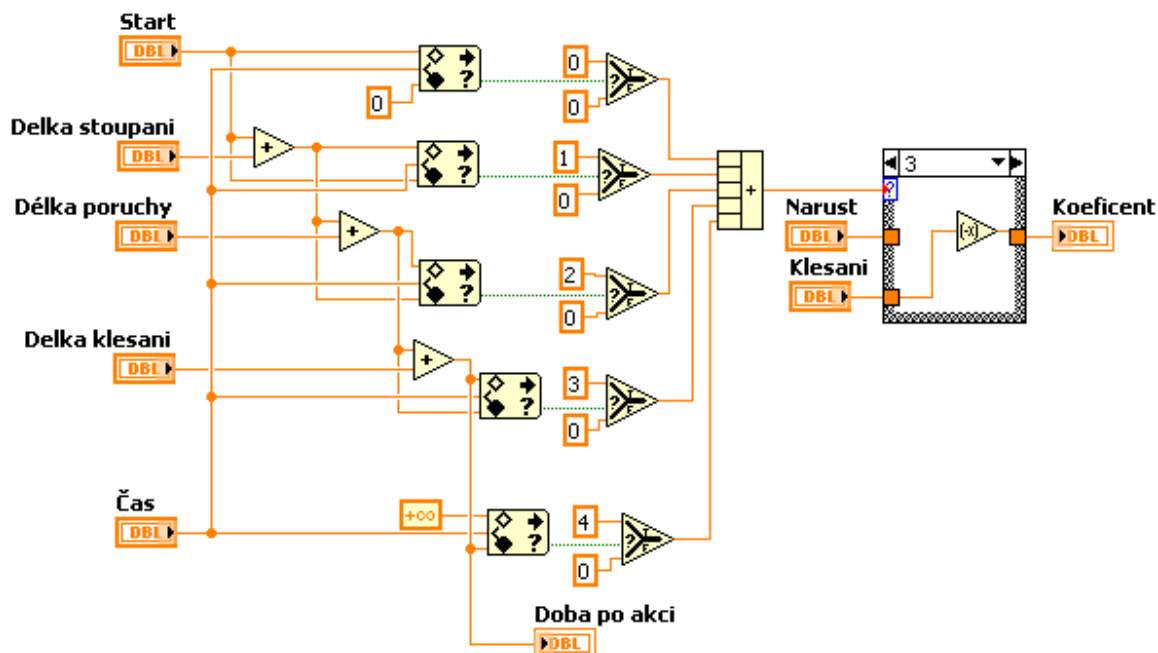 Start
DBL
0
0
0
Delka stoupani
DBL
+
1
0
+
3
Délka poruchy
DBL
+
Narust
DBL
(-x)
Koeficent
DBL
2
0
Klesani
DBL
Delka klesani
DBL
+
3
0
Čas
DBL
+∞
4
0
Doba po akci
DBL